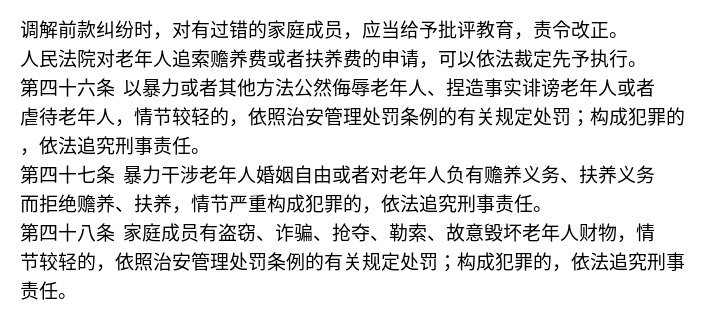 调解前款纠纷时，对有过错的家庭成员，应当给予批评教育，责令改正。
人民法院对老年人追索赡养费或者扶养费的申请，可以依法裁定先予执行。
第四十六条 以暴力或者其他方法公然侮辱老年人、捏造事实诽谤老年人或者
虐待老年人，情节较轻的，依照治安管理处罚条例的有关规定处罚；构成犯罪的
，依法追究刑事责任。
第四十七条 暴力干涉老年人婚姻自由或者对老年人负有赡养义务、扶养义务
而拒绝赡养、扶养，情节严重构成犯罪的，依法追究刑事责任。
第四十八条 家庭成员有盗窃、诈骗、抢夺、勒索、故意毁坏老年人财物，情
节较轻的，依照治安管理处罚条例的有关规定处罚；构成犯罪的，依法追究刑事
责任。